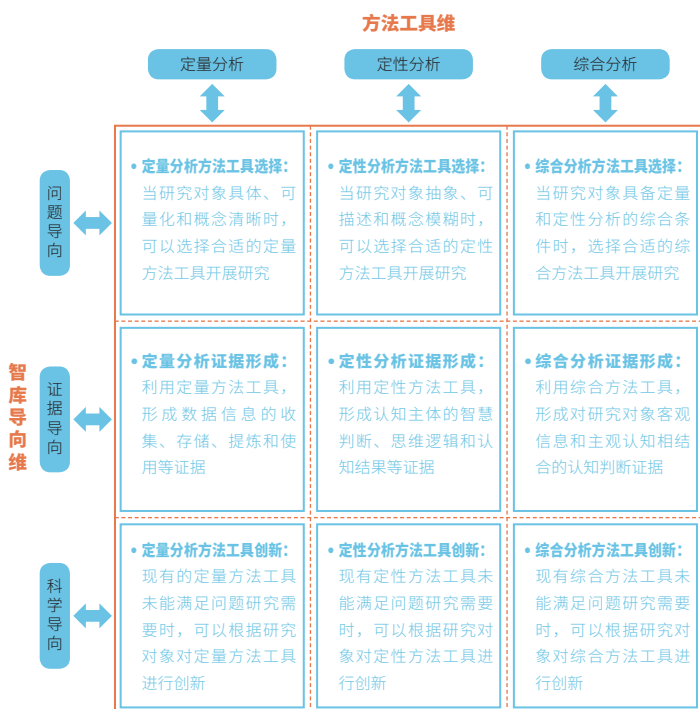 方法工具维
定量分析
定性分析
综合分析
智库导向维
问题导向
• 定量分析方法工具选择：
当研究对象具体、可
量化和概念清晰时，
可以选择合适的定量
方法工具开展研究
• 定性分析方法工具选择：
当研究对象抽象、可
描述和概念模糊时，
可以选择合适的定性
方法工具开展研究
• 综合分析方法工具选择：
当研究对象具备定量
和定性分析的综合条
件时，选择合适的综
合方法工具开展研究
证据导向
• 定量分析证据形成：
利用定量方法工具，
形成数据信息的收
集、存储、提炼和使
用等证据
• 定性分析证据形成：
利用定性方法工具，
形成认知主体的智慧
判断、思维逻辑和认
知结果等证据
• 综合分析证据形成：
利用综合方法工具，
形成对研究对象客观
信息和主观认知相结
合的认知判断证据
科学导向
• 定量分析方法工具创新：
现有的定量方法工具
未能满足问题研究需
要时，可以根据研究
对象对定量方法工具
进行创新
• 定性分析方法工具创新：
现有定性方法工具未
能满足问题研究需要
时，可以根据研究对
象对定性方法工具进
行创新
• 综合分析方法工具创新：
现有综合方法工具未
能满足问题研究需要
时，可以根据研究对
象对综合方法工具进
行创新